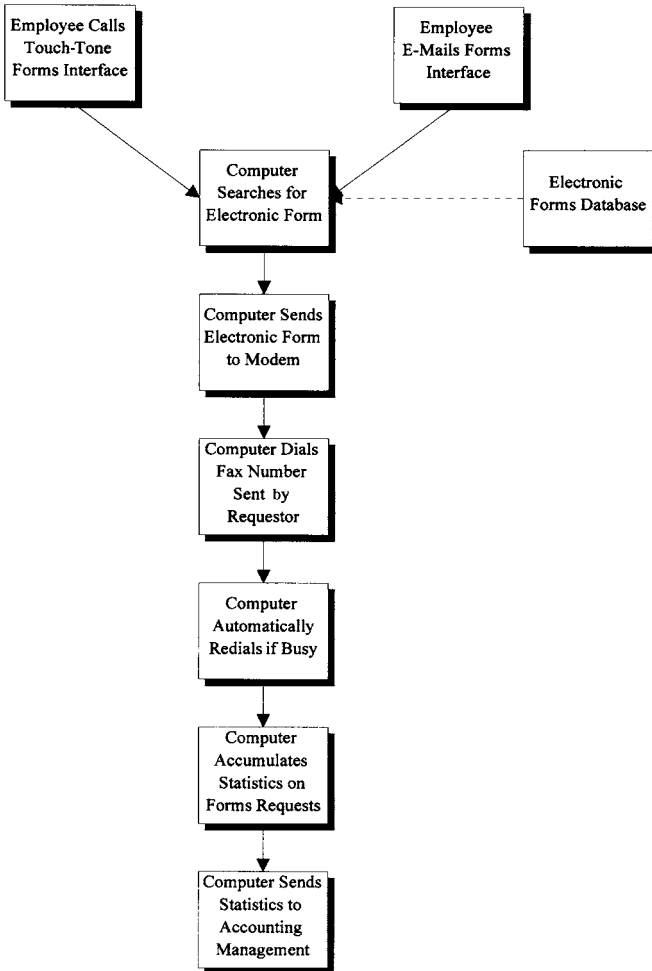 Employee Calls
Touch-Tone
Forms Interface
Employee
E-Mails Forms
Interface
Computer
Searches for
Electronic Form
Electronic
Forms Database
Computer Sends
Electronic Form
to Modem
Computer Dials
Fax Number
Sent by
Requestor
Computer
Automatically
Redials if Busy
Computer
Accumulates
Statistics on
Forms Requests
Computer Sends
Statistics to
Accounting
Management